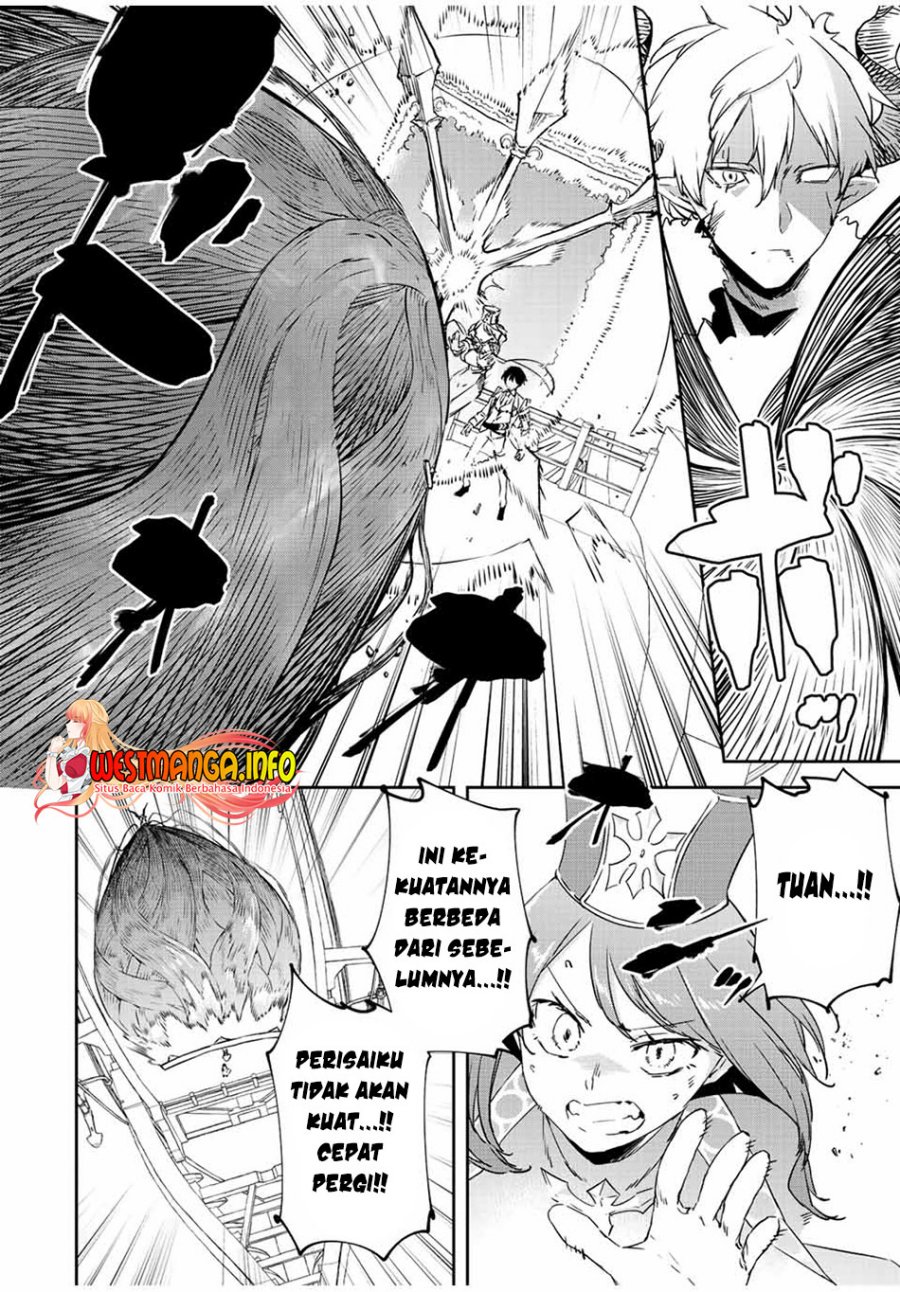 TUAN...!!
INI KE-
KUATANNYA
BERBEDA
DARI SEBE-
LUMNYA...!!
PERISAIKU
TIDAK AKAN
KUAT...!!
CEPAT
PERGI!!
WESTMANGA.INFO
Situs Baca Komik Berbahasa Indonesia